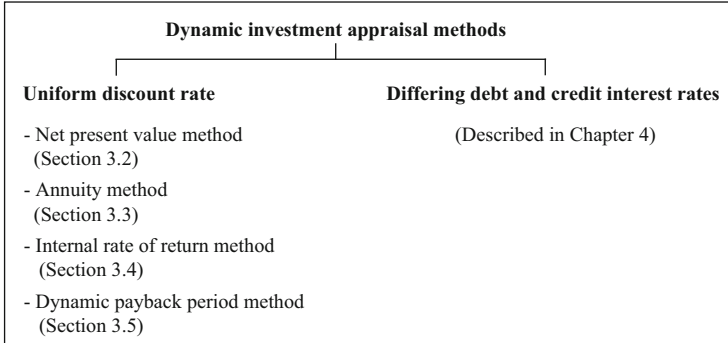 Dynamic investment appraisal methods
Uniform discount rate
- Net present value method
(Section 3.2)
- Annuity method
(Section 3.3)
- Internal rate of return method
(Section 3.4)
- Dynamic payback period method
(Section 3.5)
Differing debt and credit interest rates
(Described in Chapter 4)